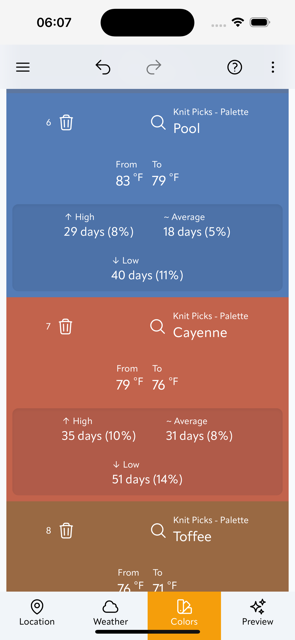 06:07
Knit Picks - Palette
6
Pool
From To
83 °F 79 °F
↑ High ~ Average
29 days (8%) 18 days (5%)
↓ Low
40 days (11%)
Knit Picks - Palette
7
Cayenne
From To
79 °F 76 °F
↑ High ~ Average
35 days (10%) 31 days (8%)
↓ Low
51 days (14%)
Knit Picks - Palette
8
Toffee
From To
76 °F 71 °F
Location Weather Colors Preview